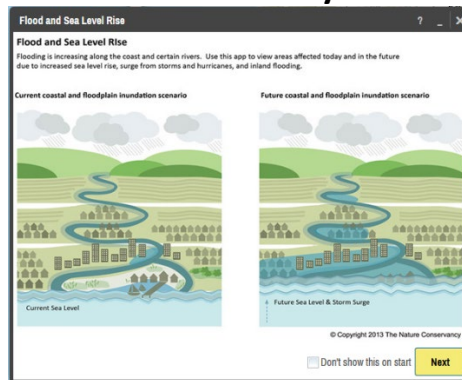 Flood and Sea Level Rise
? _
Flood and Sea Level RIse
Flooding is increasing along the coast and certain rivers. Use this app to view areas affected today and in the future
due to increased sea level rise, surge from storms and hurricanes, and inland flooding.
Current coastal and floodplain inundation scenario
Future coastal and floodplain inundation scenario
Current Sea Level
Future Sea Level & Storm Surge
© Copyright 2013 The Nature Conservancy
Don't show this on start
Next